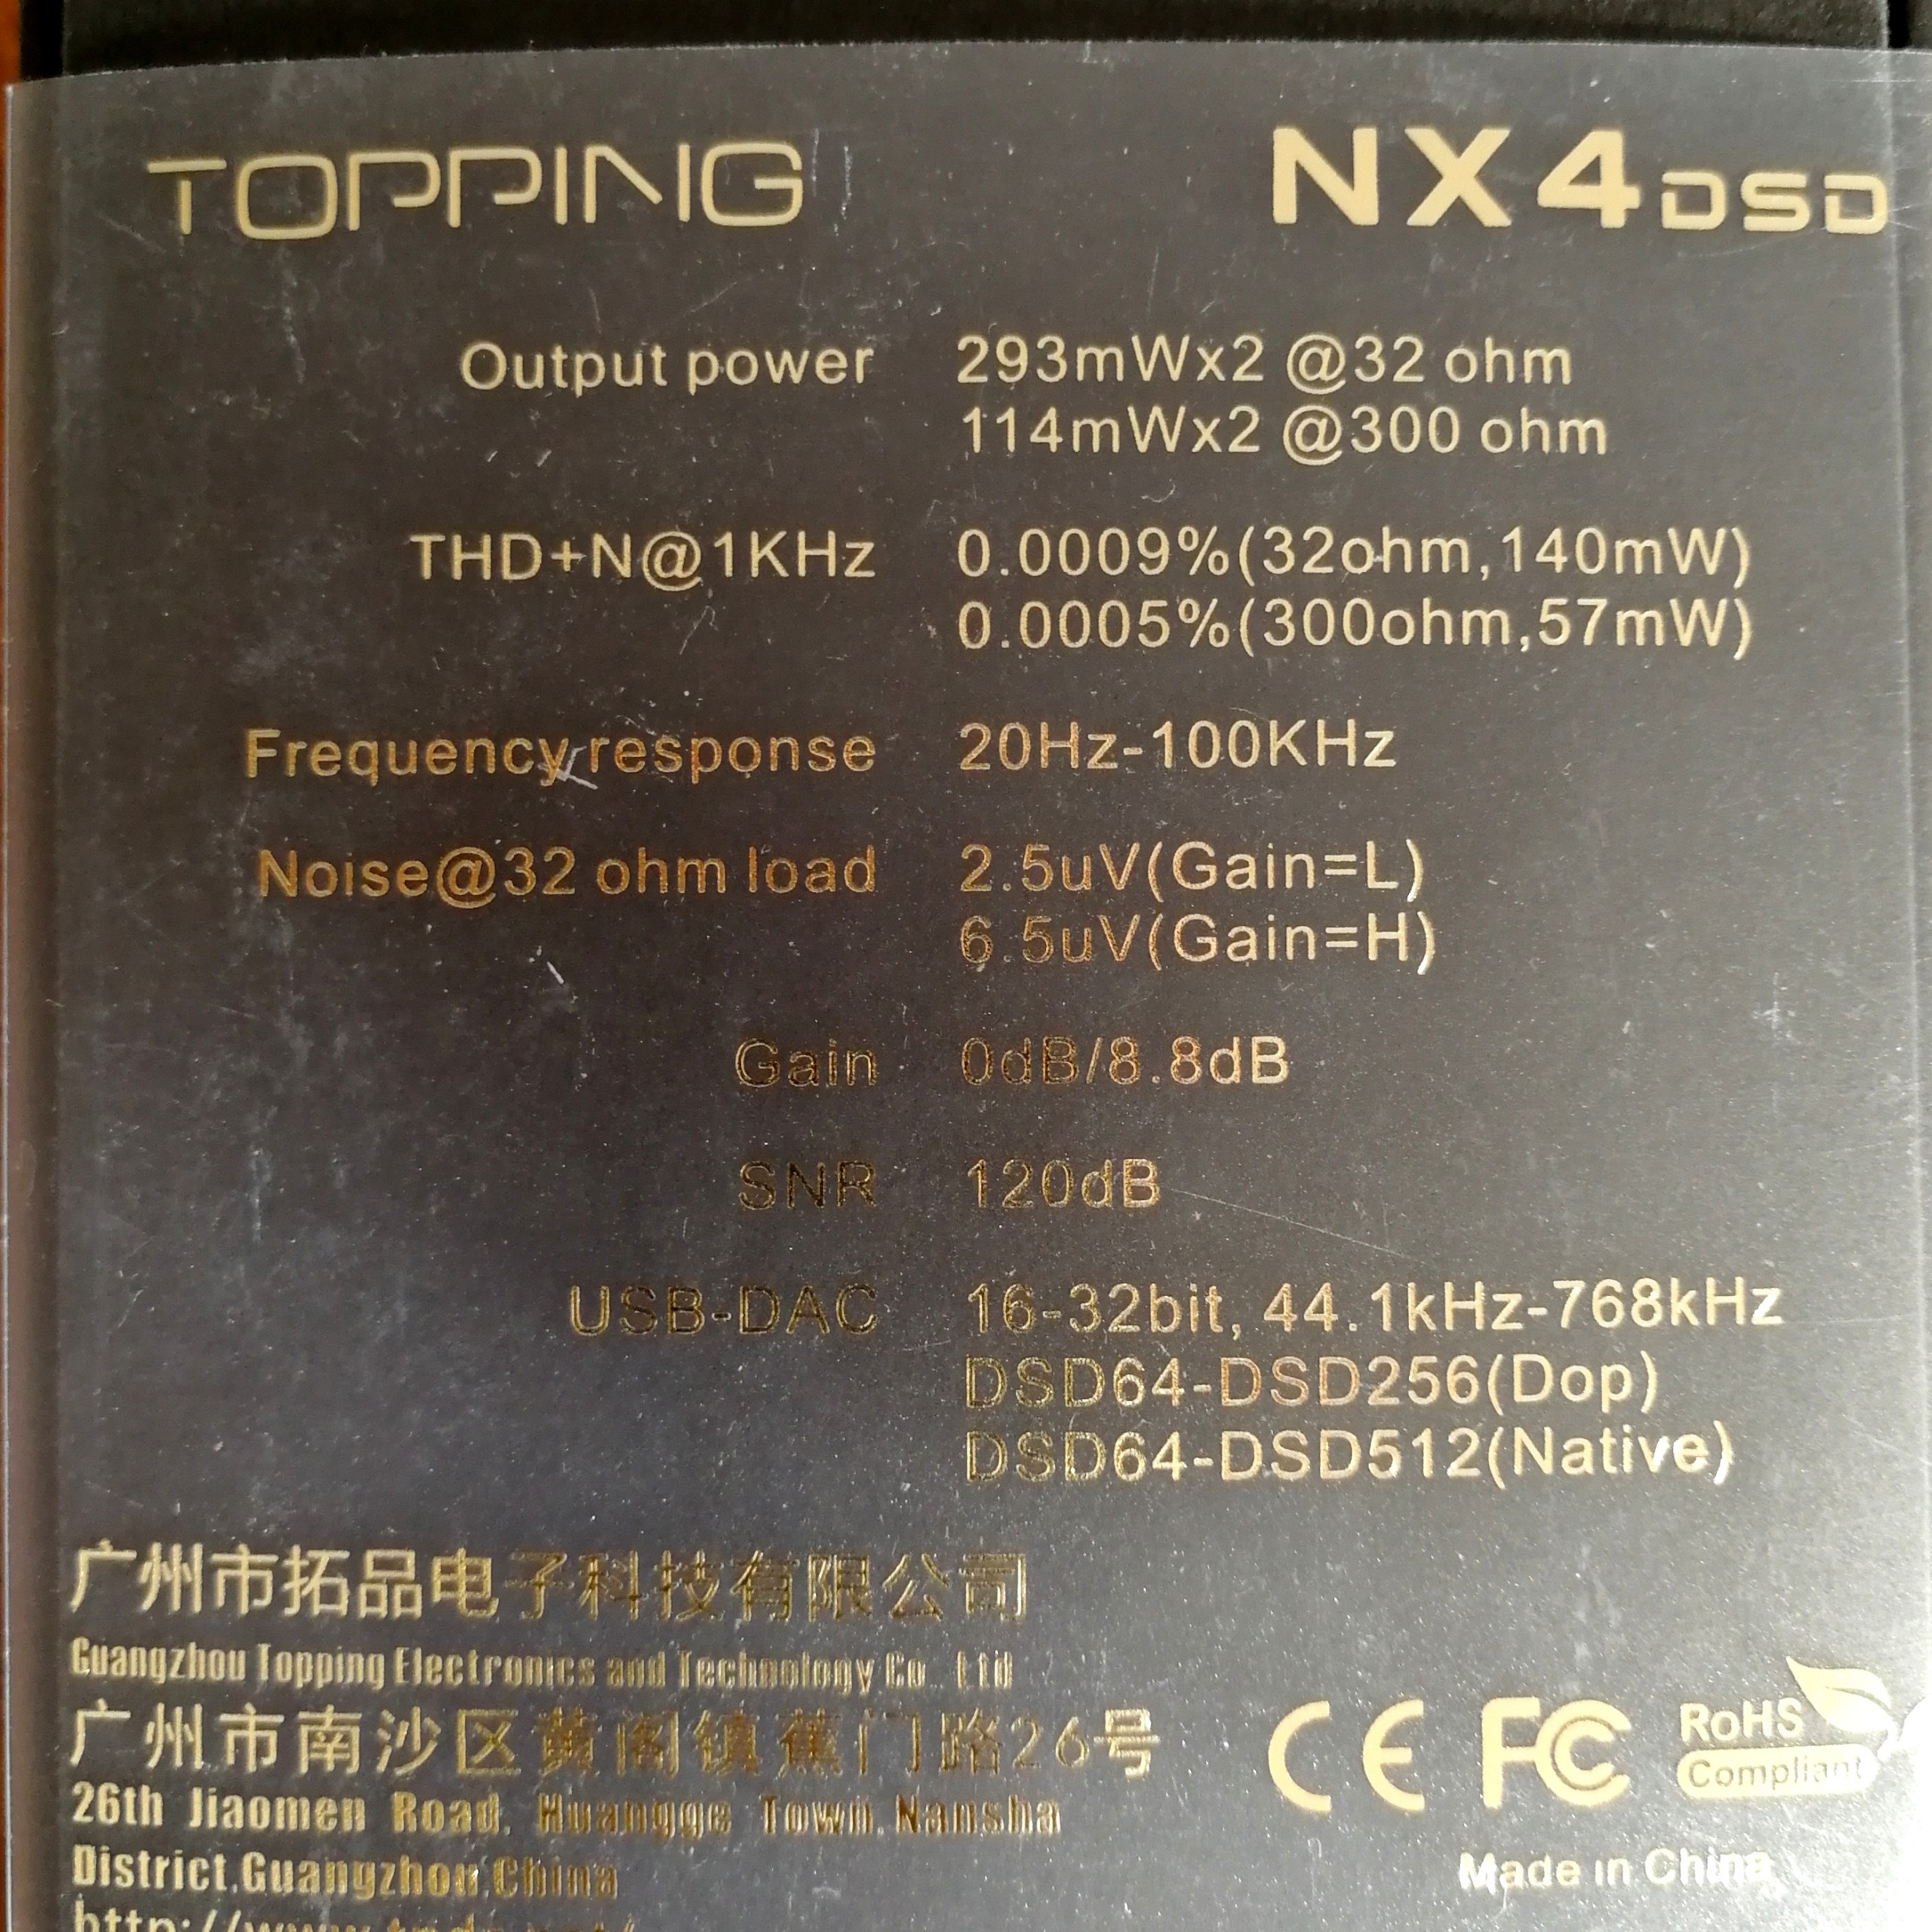 TOPPING NX4DSD
Output power 293mWx2 @32 ohm
114mWx2 @300 ohm
THD+N@1KHz 0.0009%(32ohm,140mW)
0.0005%(300ohm,57mW)
Frequency response 20Hz-100KHz
Noise@32 ohm load 2.5uV(Gain=L)
6.5uV(Gain=H)
Gain 0dB/8.8dB
SNR 120dB
USB-DAC 16-32bit, 44.1kHz-768kHz
DSD64-DSD256(Dop)
DSD64-DSD512(Native)
广州市拓品电子科技有限公司
Guangzhou Topping Electronics and Technology Co Ltd
广州市南沙区黄阁镇蕉门路26号
CE FC RoHS
Compliant
26th Jiaomen Road, Huangge Town,Nansha
District,Guangzhou,China
Made in China